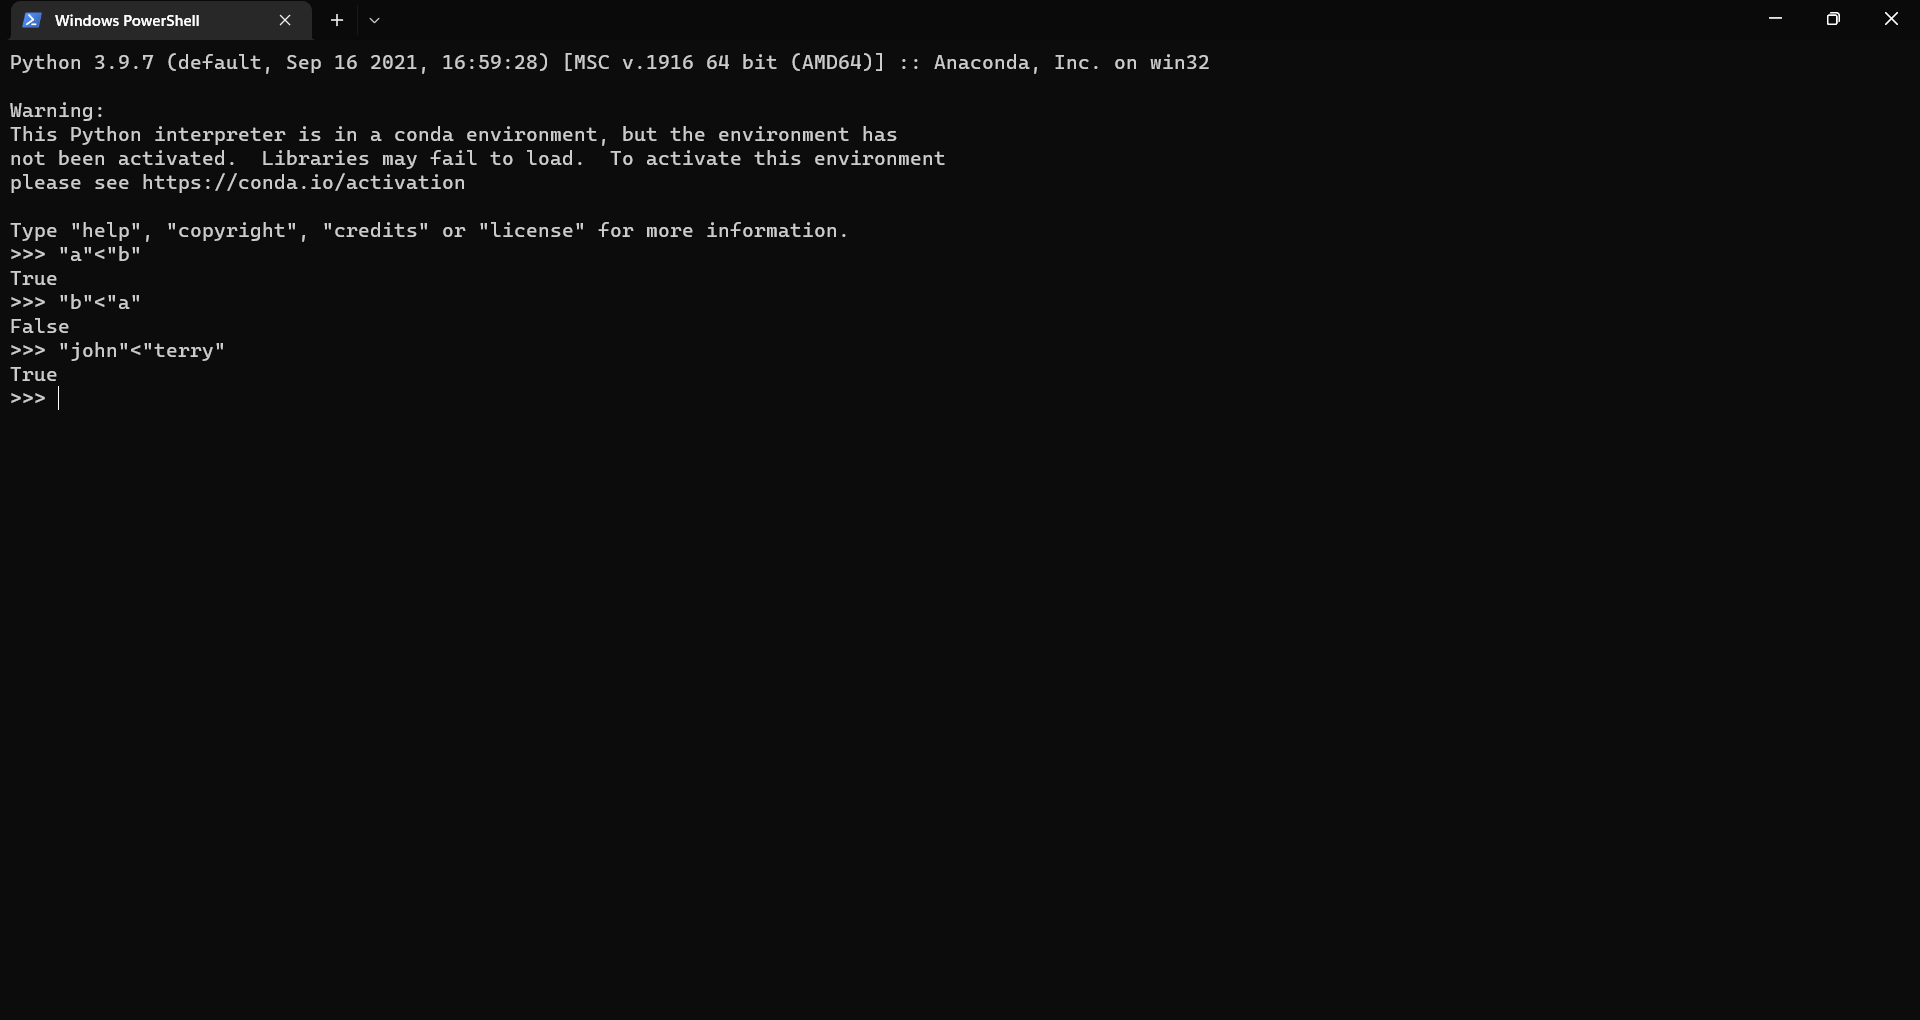 Windows PowerShell
Python 3.9.7 (default, Sep 16 2021, 16:59:28) [MSC v.1916 64 bit (AMD64)] :: Anaconda, Inc. on win32
Warning:
This Python interpreter is in a conda environment, but the environment has
not been activated.  Libraries may fail to load.  To activate this environment
please see https://conda.io/activation
Type "help", "copyright", "credits" or "license" for more information.
>>> "a"<"b"
True
>>> "b"<"a"
False
>>> "john"<"terry"
True
>>>